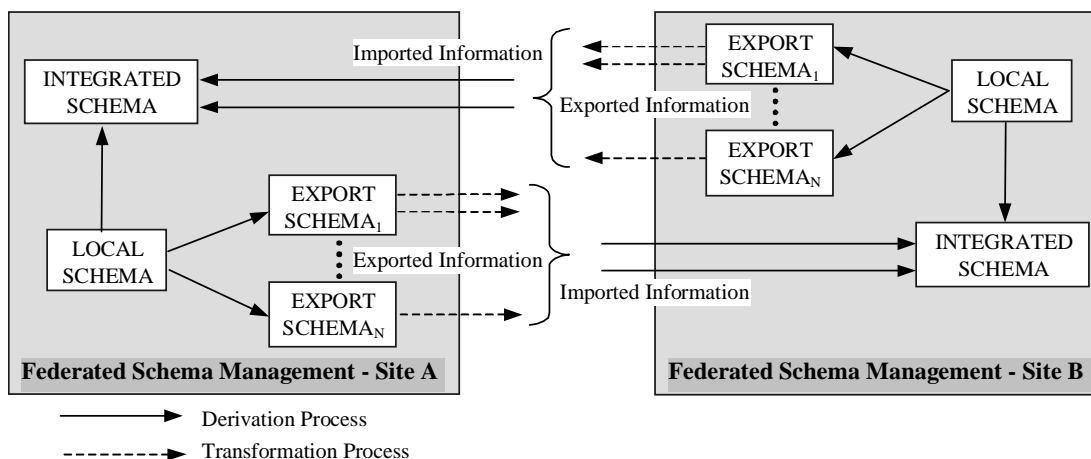 Imported Information
EXPORT
SCHEMA1
INTEGRATED
SCHEMA
LOCAL
SCHEMA
Exported Information
EXPORT
SCHEMAN
EXPORT
SCHEMA1
LOCAL
SCHEMA
Exported Information
INTEGRATED
SCHEMA
Imported Information
EXPORT
SCHEMAN
Federated Schema Management - Site A
Federated Schema Management - Site B
Derivation Process
Transformation Process